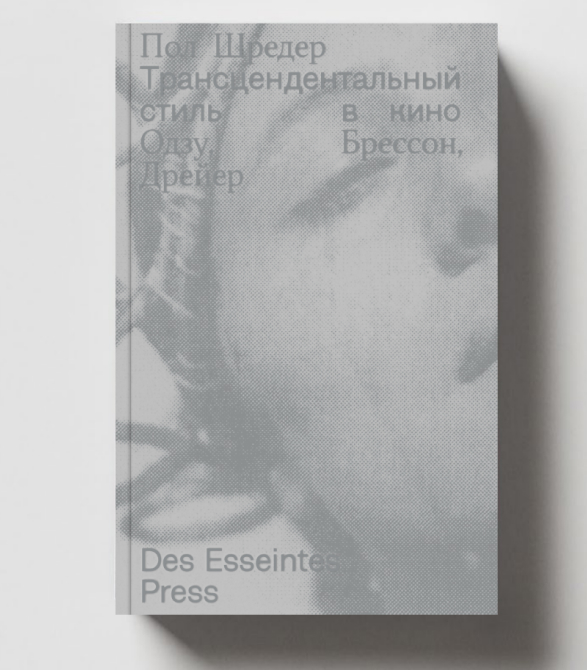 Пол Шредер
Трансцендентальный
стиль в кино
Одзу, Брессон,
Дрейер
Des Esseintes
Press